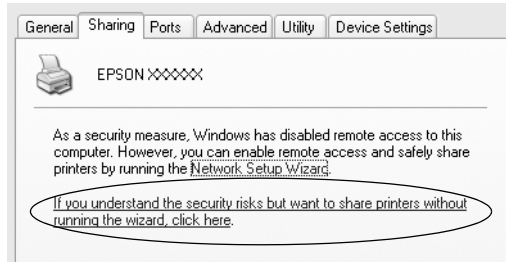 General Sharing Ports Advanced Utility Device Settings
EPSON XXXXXX
As a security measure, Windows has disabled remote access to this
computer. However, you can enable remote access and safely share
printers by running the Network Setup Wizard.
If you understand the security risks but want to share printers without
running the wizard, click here.